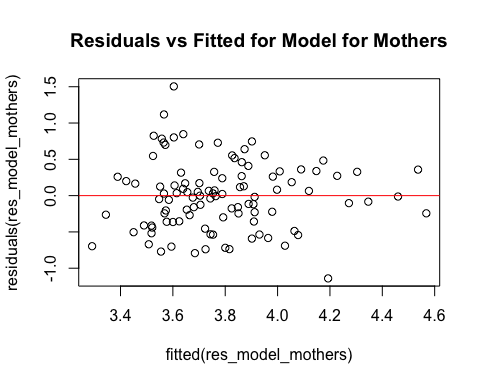 Residuals vs Fitted for Model for Mothers
residuals(res_model_mothers)
1.5
1.0
0.5
0.0
-1.0
3.4 3.6 3.8 4.0 4.2 4.4 4.6
fitted(res_model_mothers)